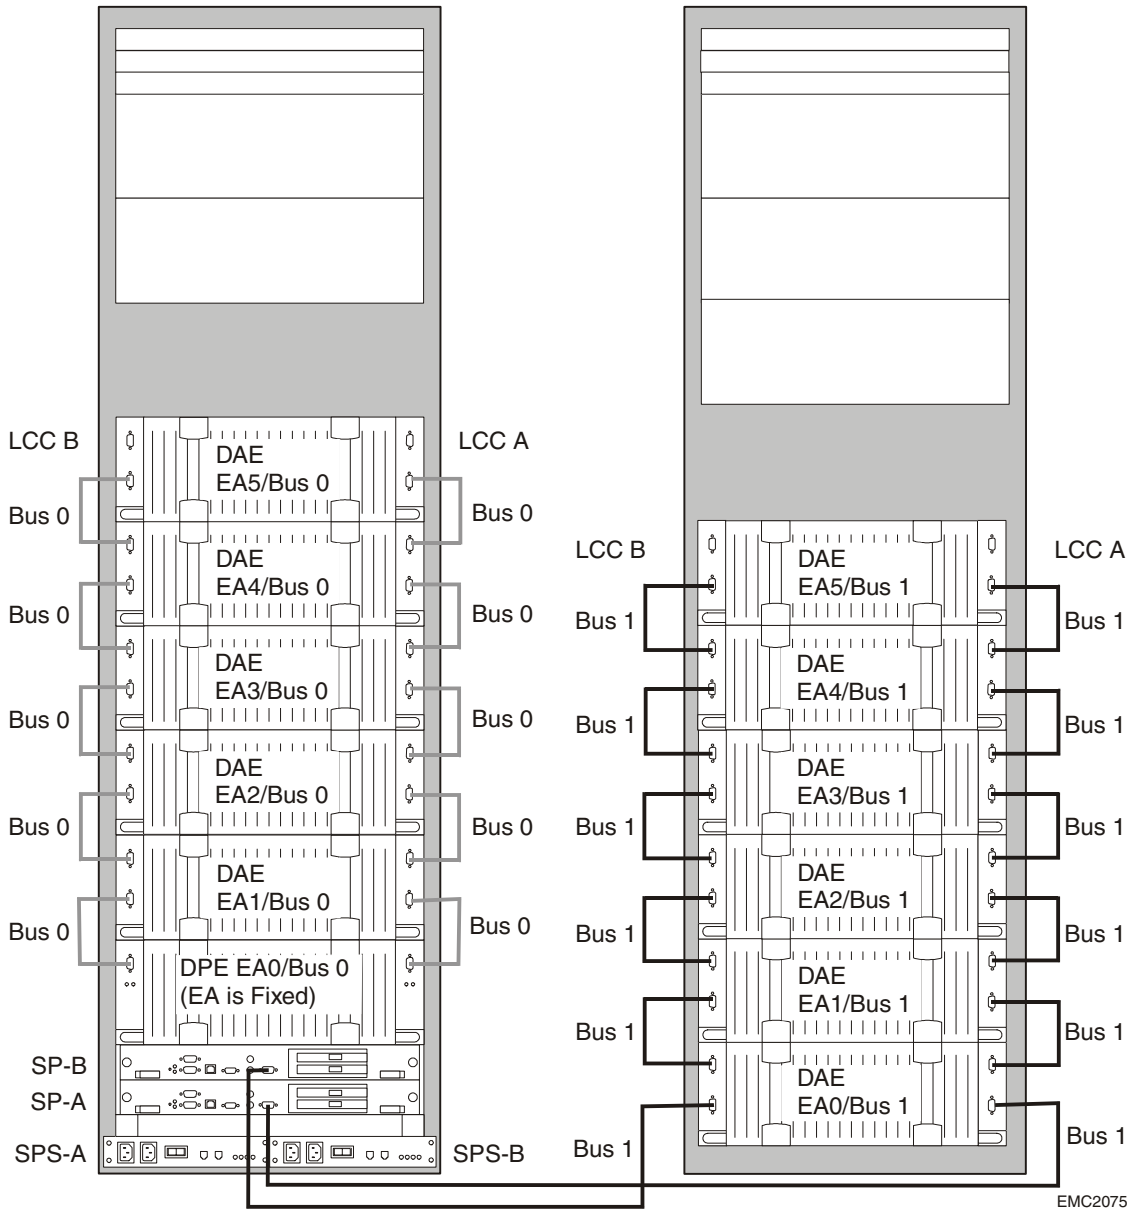 LCC B
LCC A
DAE
EA5/Bus 0
Bus 0
Bus 0
DAE
EA4/Bus 0
Bus 0
Bus 0
DAE
EA3/Bus 0
Bus 0
Bus 0
DAE
EA2/Bus 0
Bus 0
Bus 0
DAE
EA1/Bus 0
Bus 0
Bus 0
DPE EA0/Bus 0
(EA is Fixed)
SP-B
SP-A
SPS-A
SPS-B
LCC B
LCC A
DAE
EA5/Bus 1
Bus 1
Bus 1
DAE
EA4/Bus 1
Bus 1
Bus 1
DAE
EA3/Bus 1
Bus 1
Bus 1
DAE
EA2/Bus 1
Bus 1
Bus 1
DAE
EA1/Bus 1
Bus 1
Bus 1
DAE
EA0/Bus 1
Bus 1
Bus 1
EMC2075